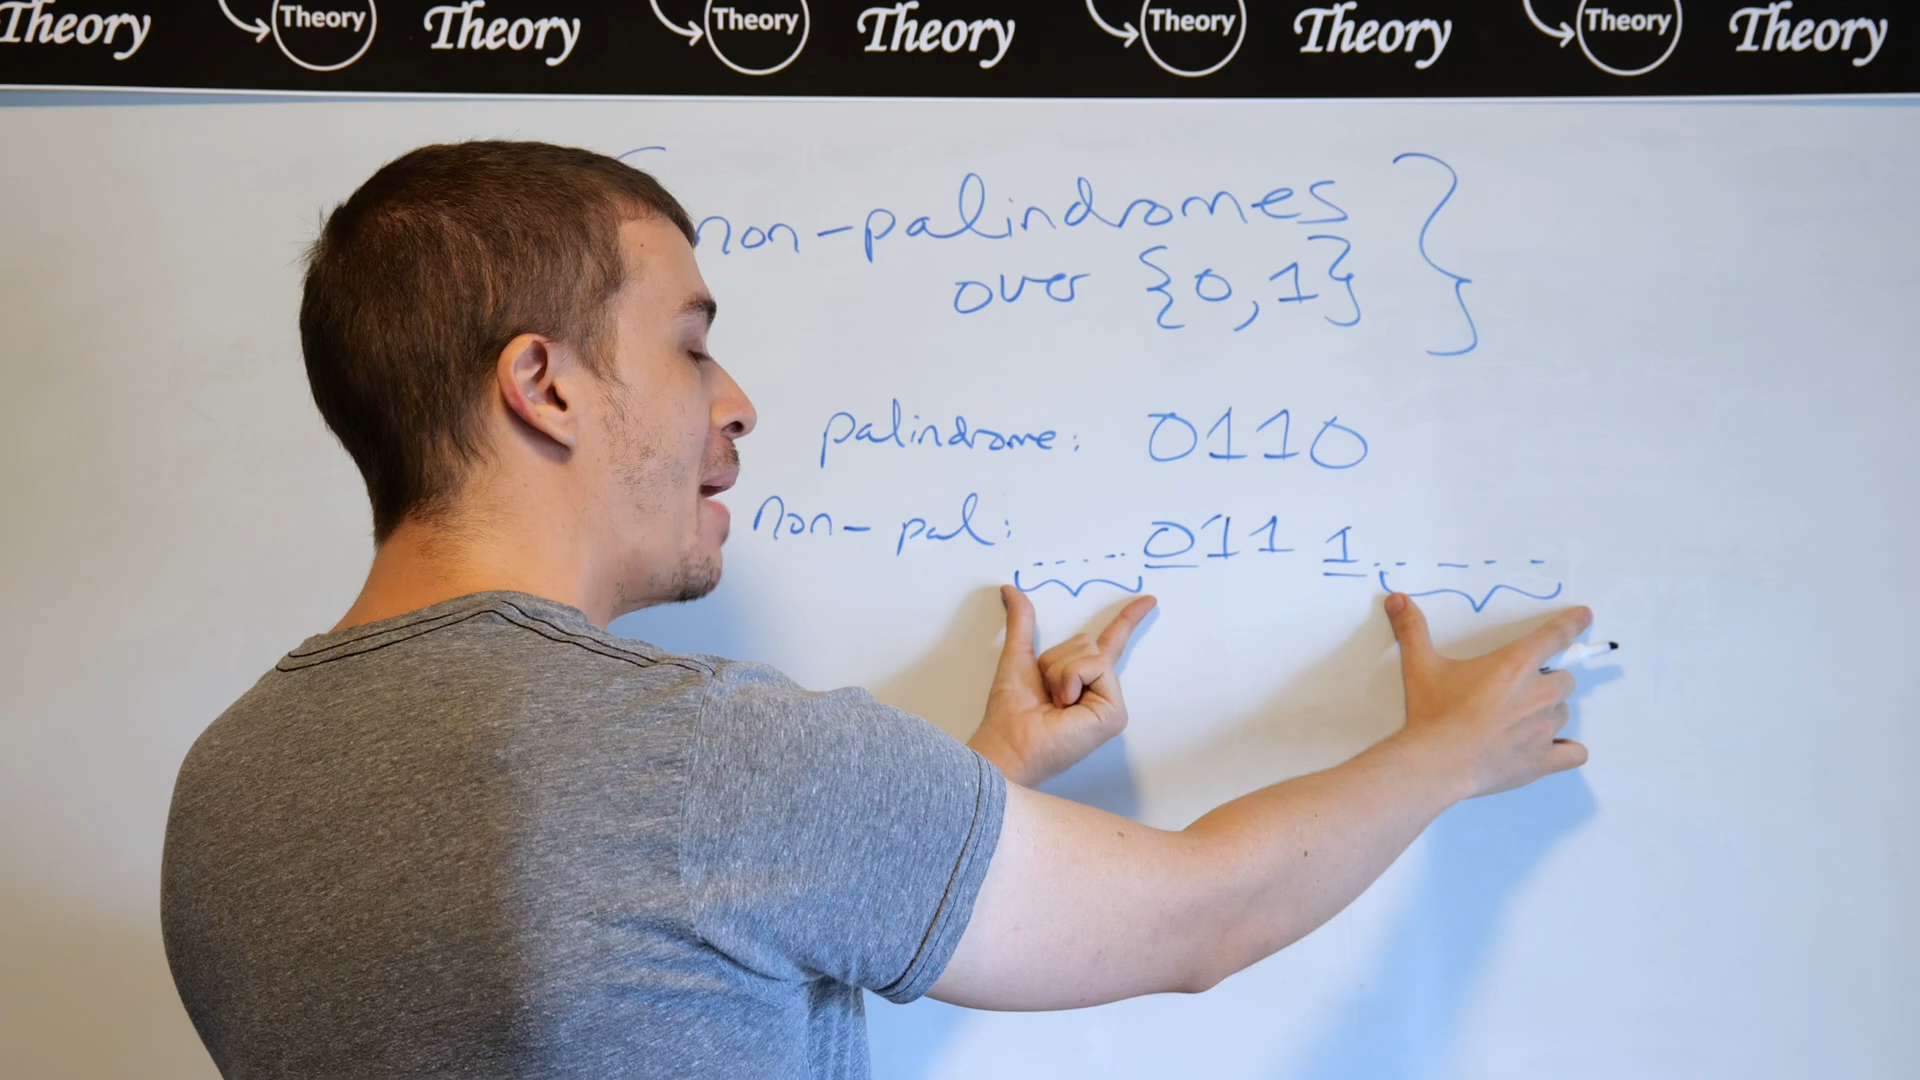 Theory Theory Theory Theory Theory Theory Theory Theory Theory
non-palindromes
over {0,1} }
palindrome: 0110
non-pal: ....0111.---